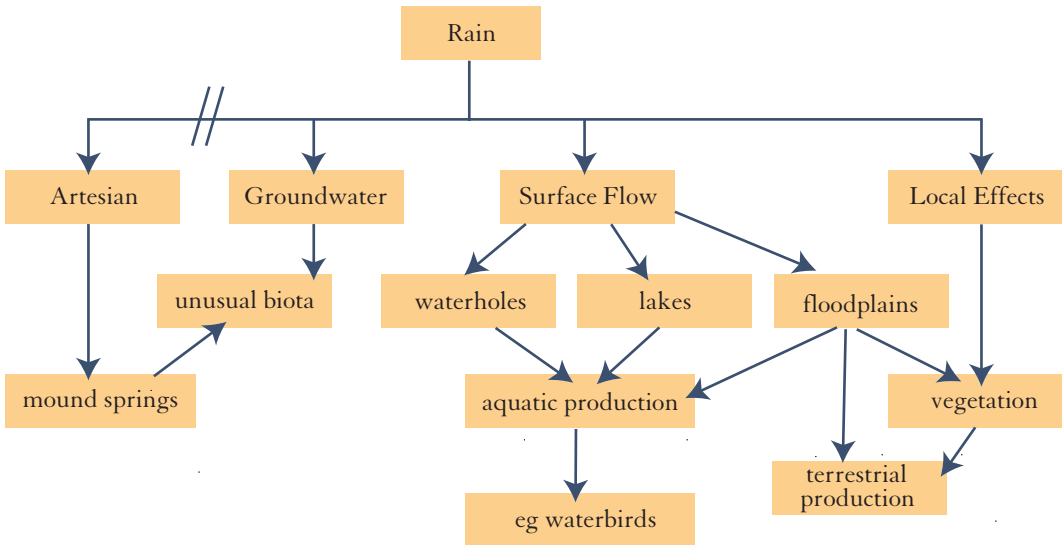 Rain
Artesian
Groundwater
Surface Flow
Local Effects
unusual biota
waterholes
lakes
floodplains
mound springs
aquatic production
vegetation
terrestrial
production
eg waterbirds